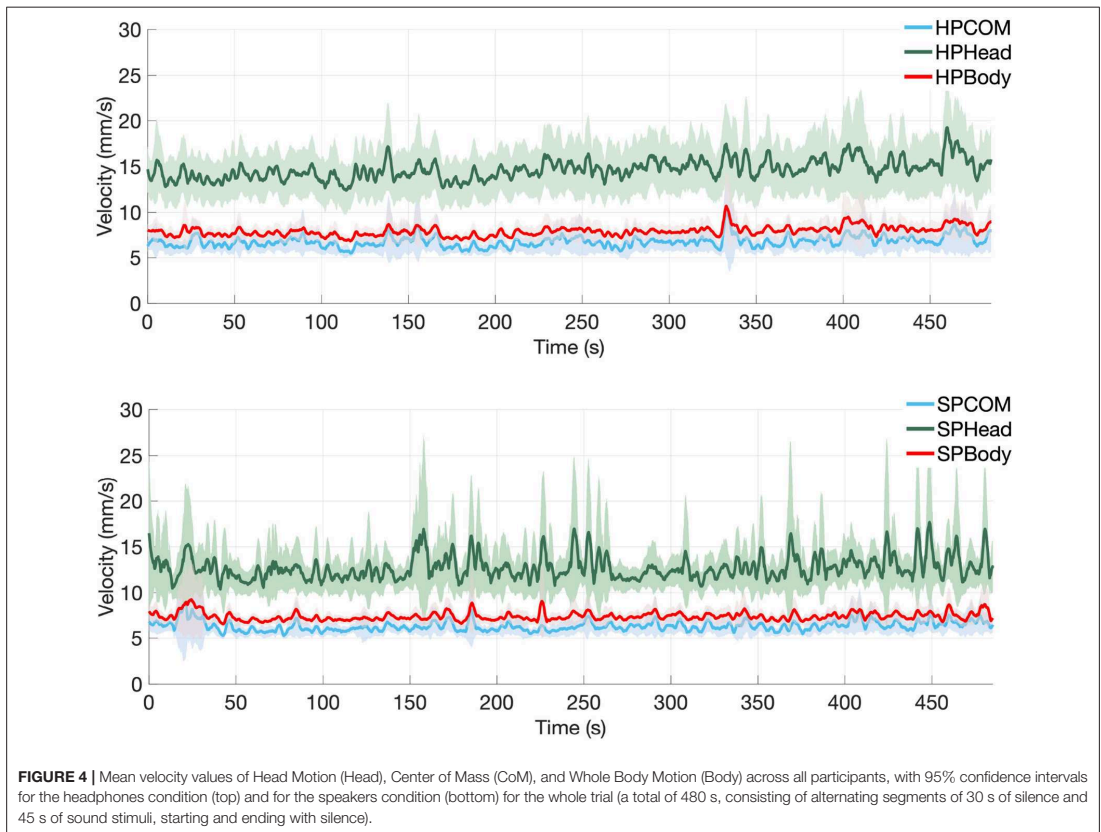 30
25
20
15
10
5
0
Velocity (mm/s)
HPCOM
HPHead
HPBody
0 50 100 150 200 250 300 350 400 450
Time (s)
30
25
20
15
10
5
0
Velocity (mm/s)
SPCOM
SPHead
SPBody
0 50 100 150 200 250 300 350 400 450
Time (s)
FIGURE 4 | Mean velocity values of Head Motion (Head), Center of Mass (CoM), and Whole Body Motion (Body) across all participants, with 95% confidence intervals
for the headphones condition (top) and for the speakers condition (bottom) for the whole trial (a total of 480 s, consisting of alternating segments of 30 s of silence and
45 s of sound stimuli, starting and ending with silence).